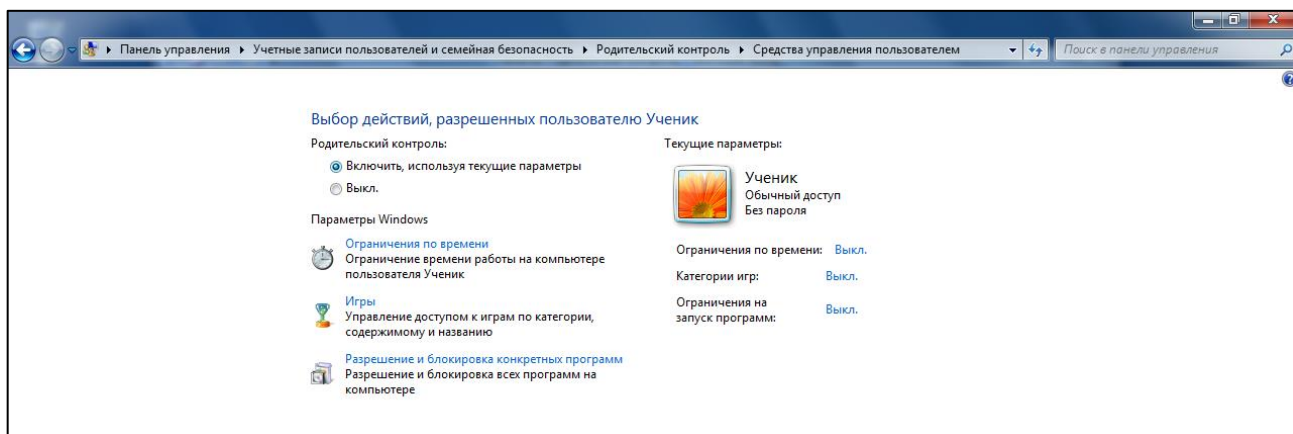 Панель управления ▸ Учетные записи пользователей и семейная безопасность ▸ Родительский контроль ▸ Средства управления пользователем
Поиск в панели управления
Выбор действий, разрешенных пользователю Ученик
Родительский контроль:
Включить, используя текущие параметры
Выкл.
Параметры Windows
Ограничения по времени
Ограничение времени работы на компьютере
пользователя Ученик
Игры
Управление доступом к играм по категории,
содержимому и названию
Разрешение и блокировка конкретных программ
Разрешение и блокировка всех программ на
компьютере
Текущие параметры:
Ученик
Обычный доступ
Без пароля
Ограничения по времени: Выкл.
Категории игр: Выкл.
Ограничения на
запуск программ: Выкл.